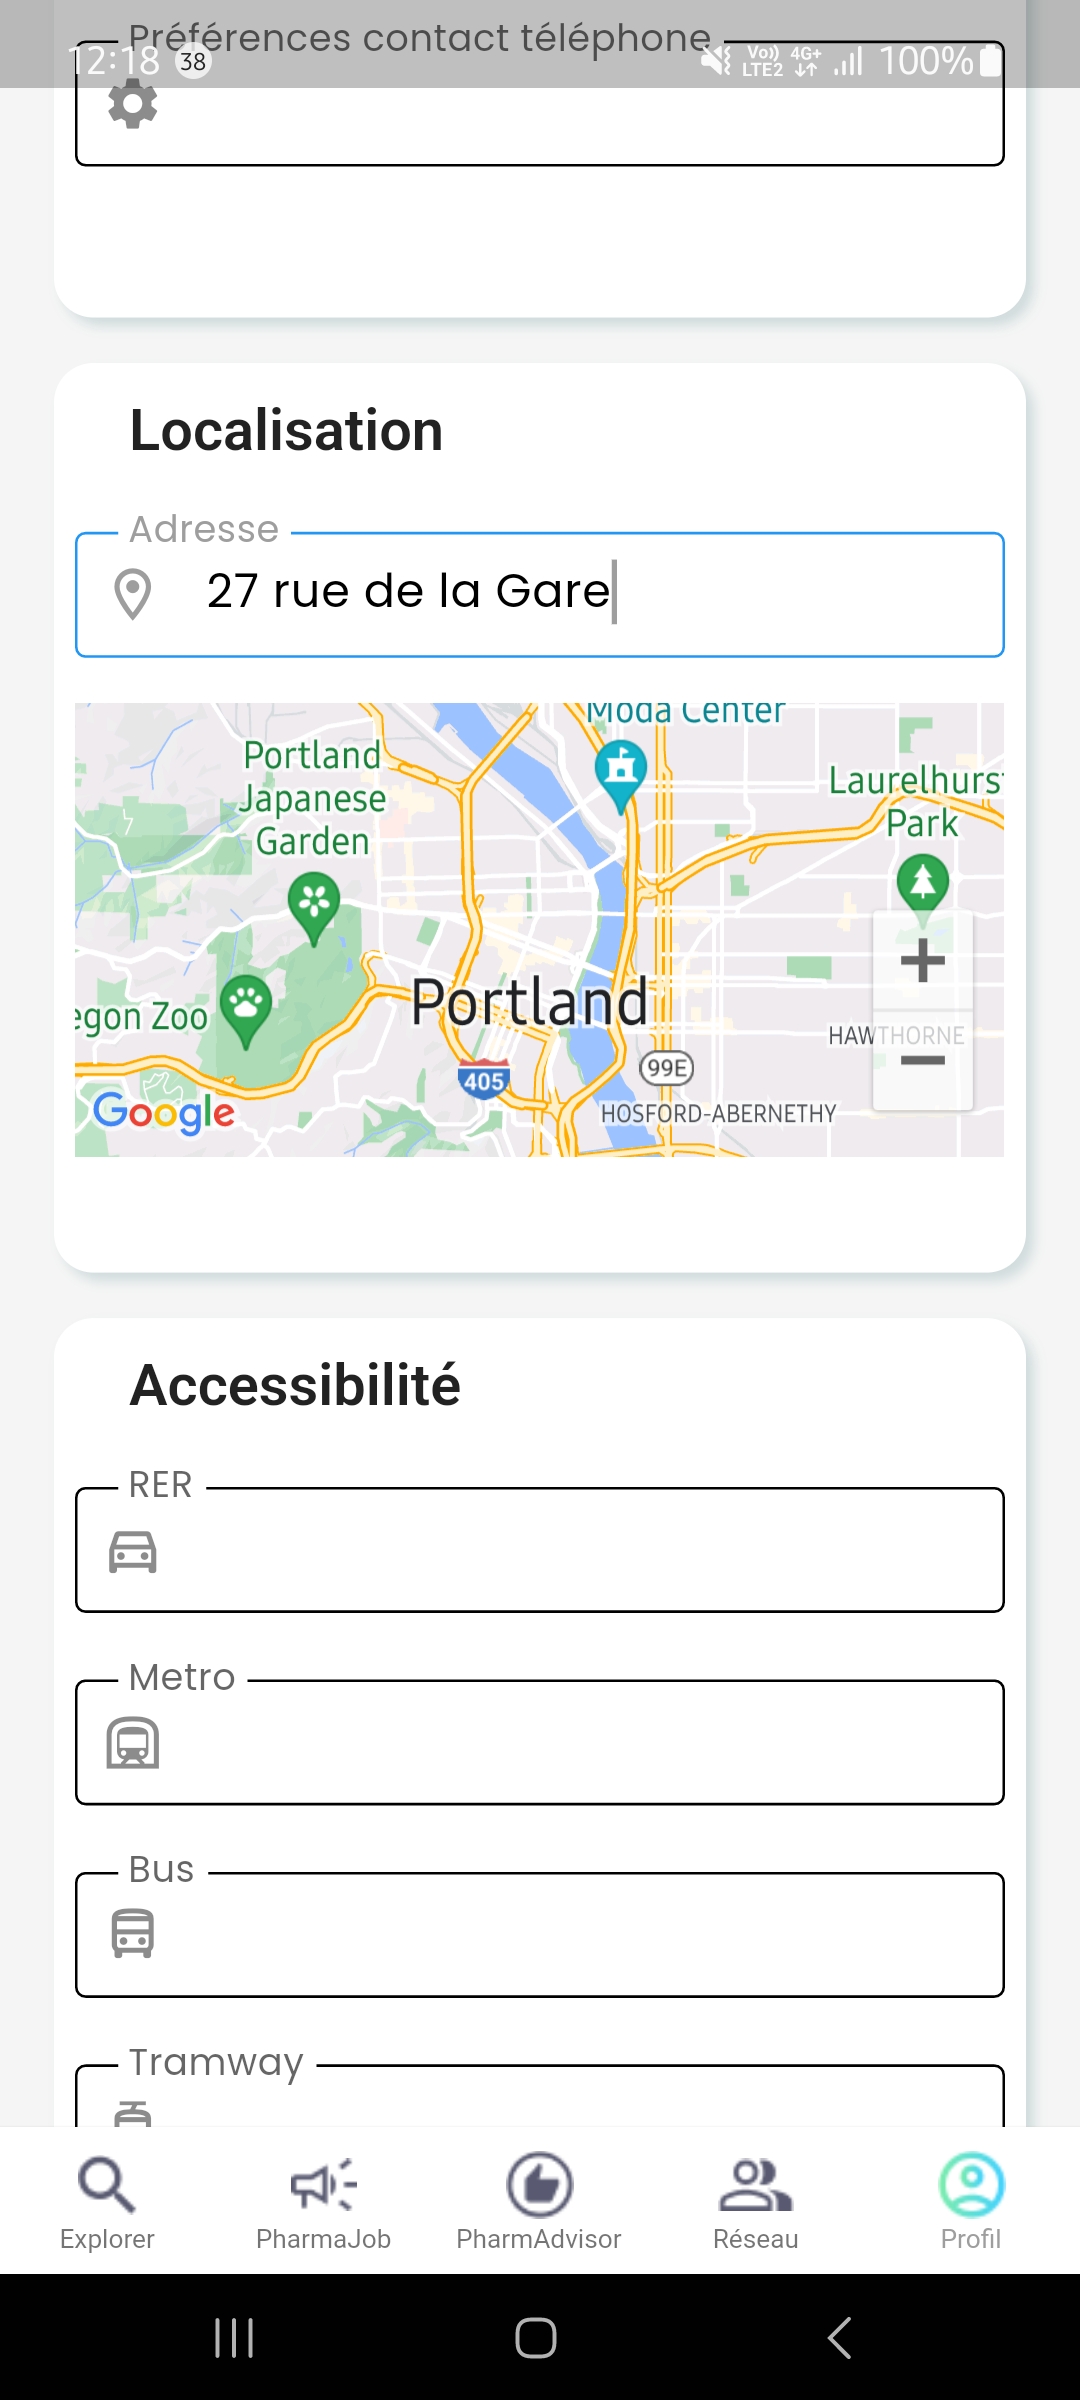 Préférences contact téléphone
12:18 38 Vo)) LTE2 4G+ 100%
Localisation
Adresse
27 rue de la Gare
Moda Center
Portland
Japanese
Garden
Laurelhurst
Park
egon Zoo
Portland
HAWTHORNE
405
99E
Google
HOSFORD-ABERNETHY
Accessibilité
RER
Metro
Bus
Tramway
Explorer PharmaJob PharmAdvisor Réseau Profil